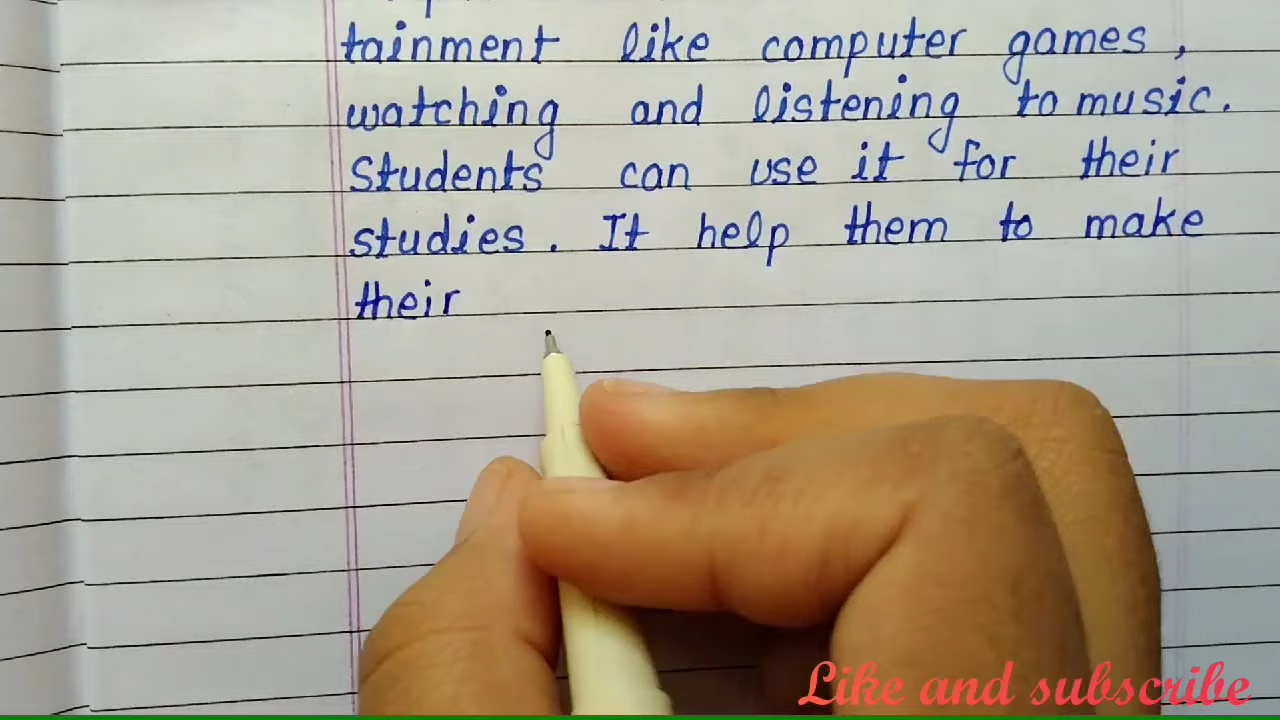 tainment like computer games,
watching and listening to music.
Students can use it for their
studies. It help them to make
their
Like and subscribe